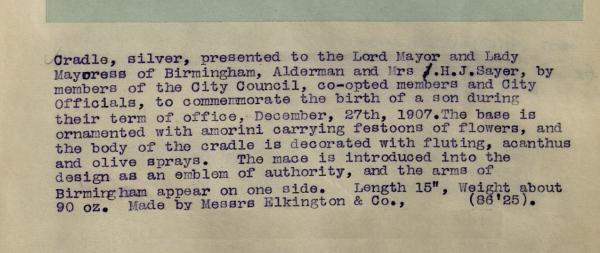 Cradle, silver, presented to the Lord Mayor and Lady
Mayoress of Birmingham, Alderman and Mrs J.H.J.Sayer, by
members of the City Council, co-opted members and City
Officials, to commmemorate the birth of a son during
their term of office, December, 27th, 1907.The base is
ornamented with amorini carrying festoons of flowers, and
the body of the cradle is decorated with fluting, acanthus
and olive sprays. The mace is introduced into the
design as an emblem of authority, and the arms of
Birmingham appear on one side. Length 15", Weight about
90 oz. Made by Messrs Elkington & Co., (86'25).